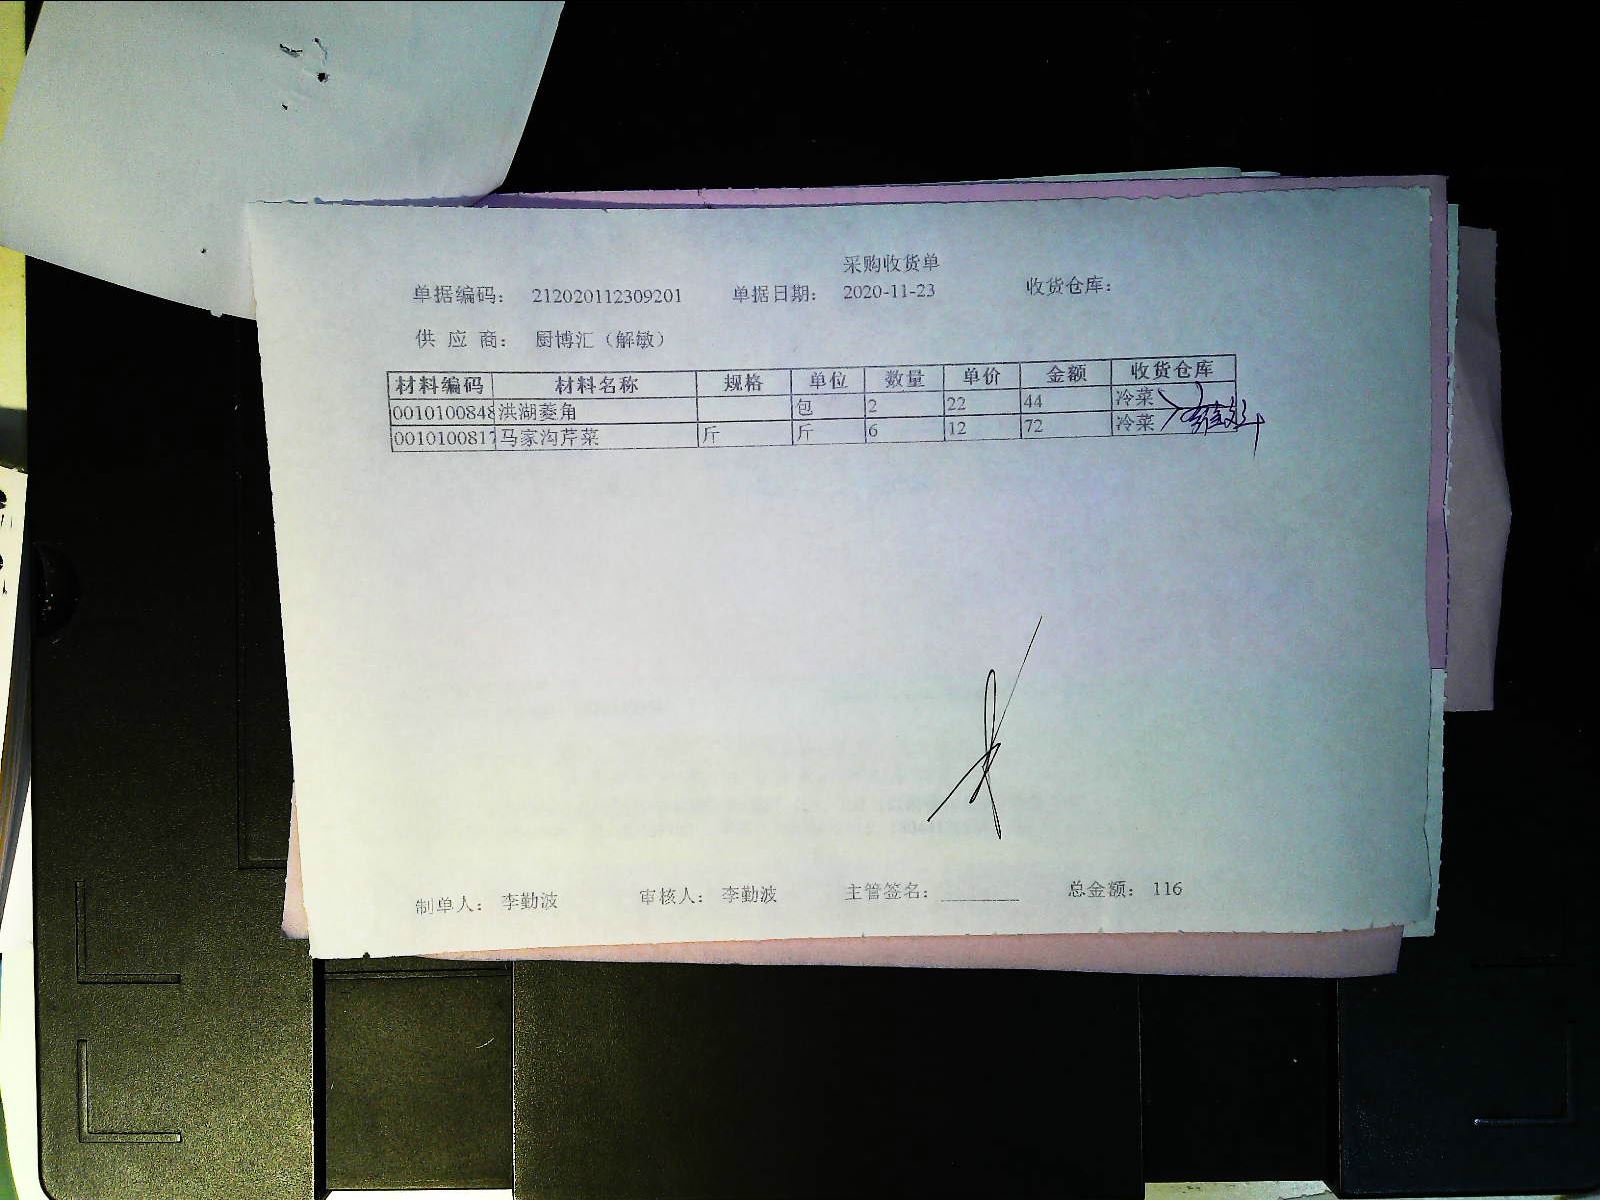 采购收货单
单据编码： 212020112309201 单据日期： 2020-11-23 收货仓库：
供 应 商： 厨博汇（解敏）
材料编码 材料名称 规格 单位 数量 单价 金额 收货仓库
0010100848 洪湖菱角 包 2 22 44 冷菜
0010100817 马家沟芹菜 斤 斤 6 12 72 冷菜
制单人： 李勤波 审核人： 李勤波 主管签名： 总金额： 116